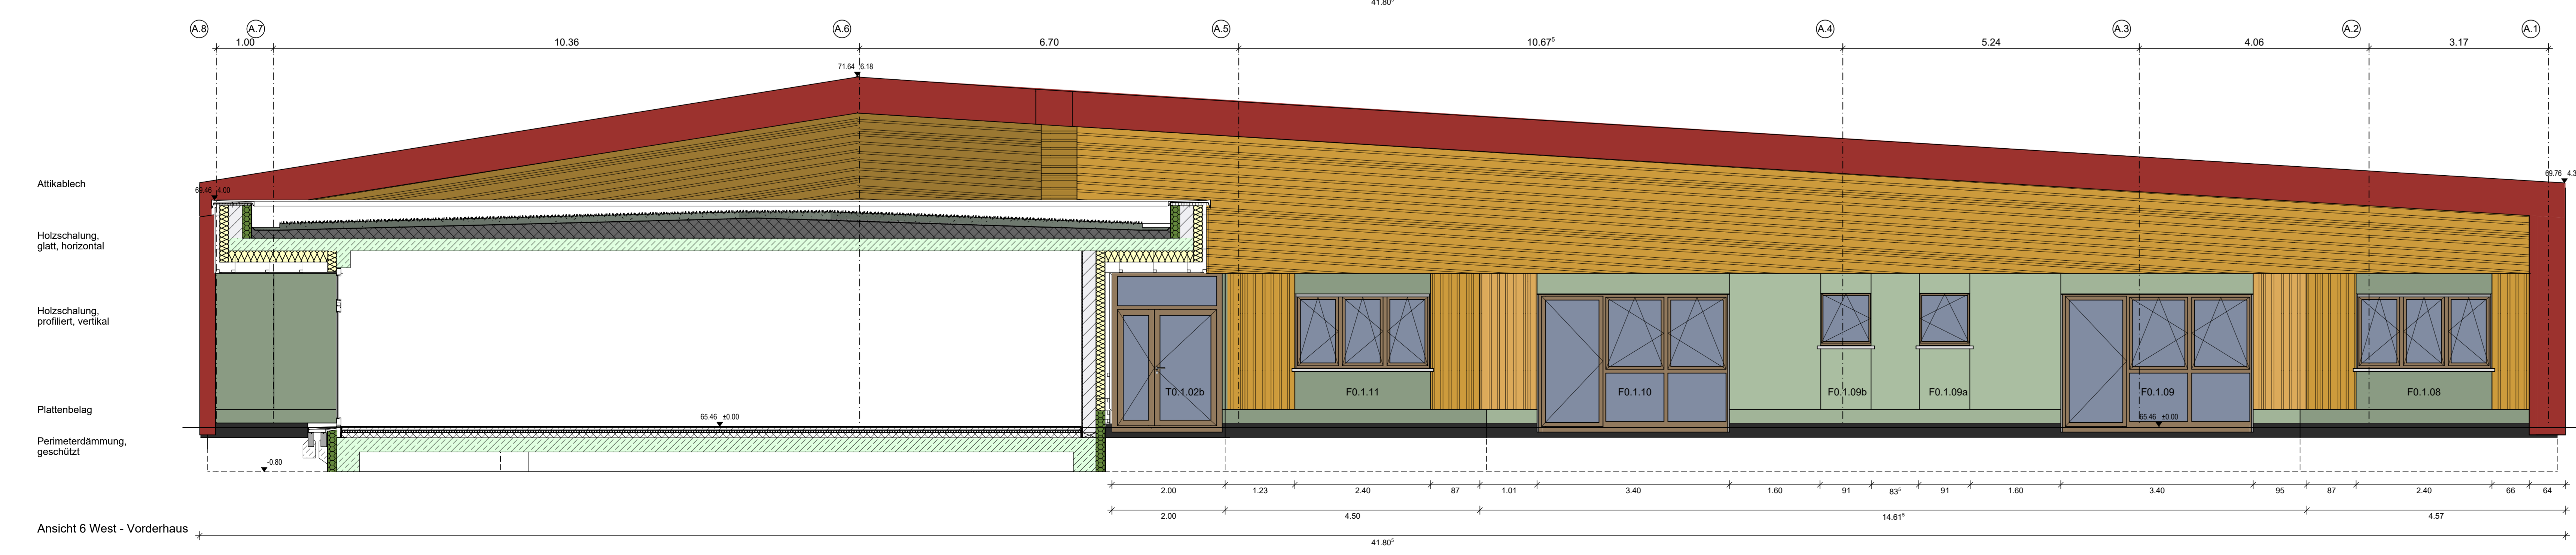 41.80⁵
A.8
A.7
A.6
A.5
A.4
A.3
A.2
A.1
1.00
10.36
6.70
10.67⁵
5.24
4.06
3.17
71.64 6.18
Attikablech
69.46 4.00
69.76
Holzschalung,
glatt, horizontal
Holzschalung,
profiliert, vertikal
T0.1.02b
F0.1.11
F0.1.10
F0.1.09b
F0.1.09a
F0.1.09
F0.1.08
Plattenbelag
65.46 ±0.00
65.46 ±0.00
Perimeterdämmung,
geschützt
-0.80
2.00
1.23
2.40
87
1.01
3.40
1.60
91
83⁵
91
1.60
3.40
95
87
2.40
66
64
2.00
4.50
14.61⁵
4.57
Ansicht 6 West - Vorderhaus
41.80⁵